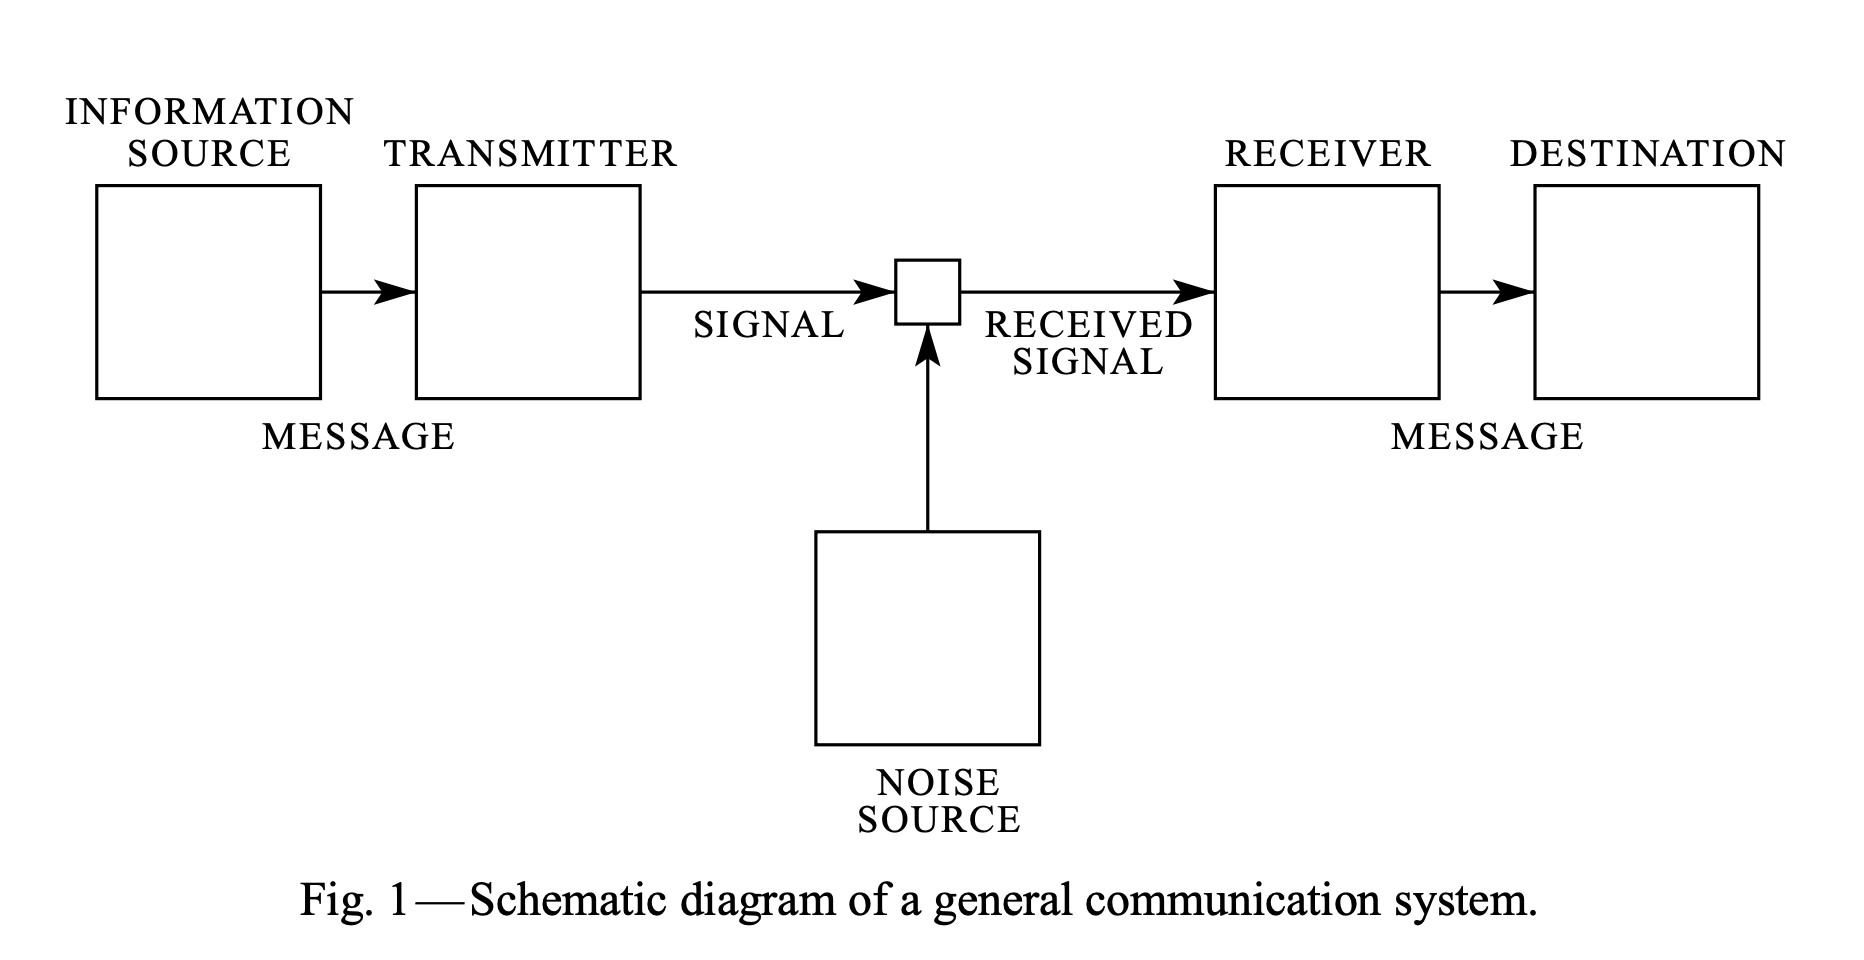 INFORMATION
SOURCE
TRANSMITTER
RECEIVER
DESTINATION
SIGNAL
RECEIVED
SIGNAL
MESSAGE
MESSAGE
NOISE
SOURCE
Fig. 1—Schematic diagram of a general communication system.